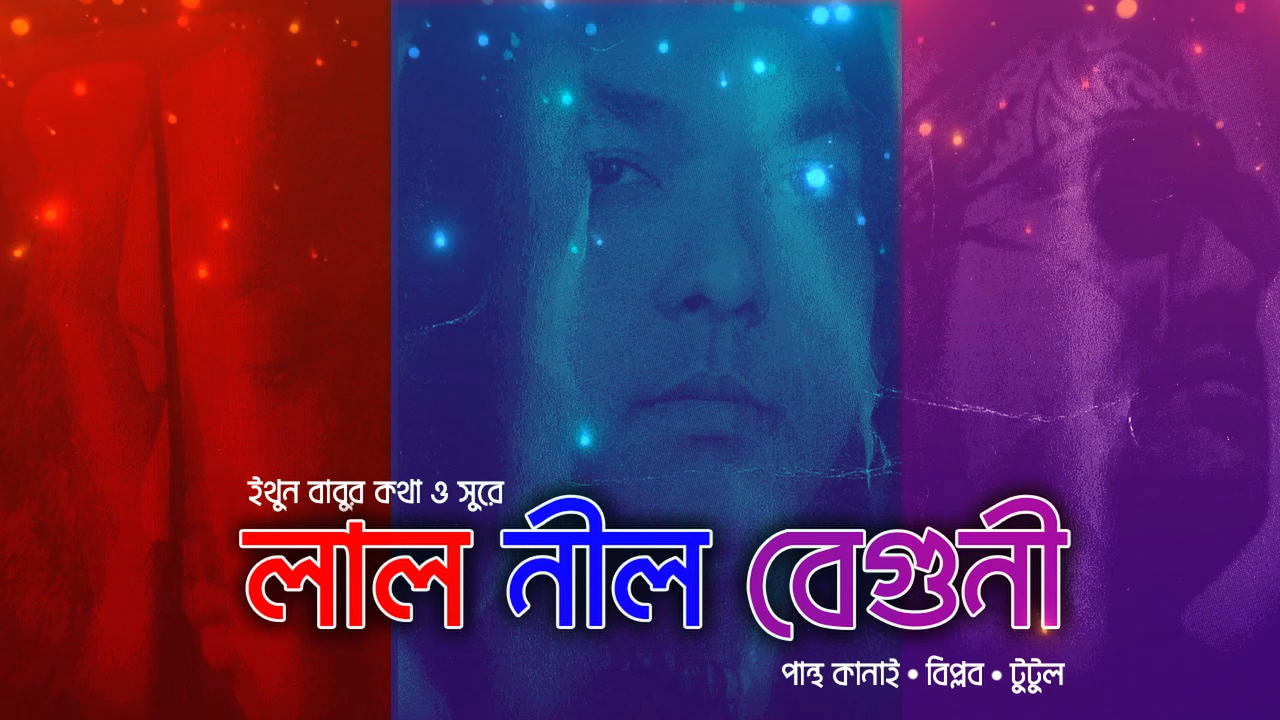 ইথুন বাবুর কথা ও সুরে
লাল নীল বেগুনী
পান্থ কানাই • বিপ্লব • টুটুল